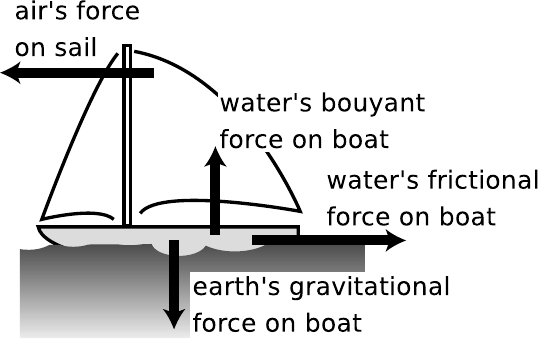 air's force
on sail
water's bouyant
force on boat
water's frictional
force on boat
earth's gravitational
force on boat